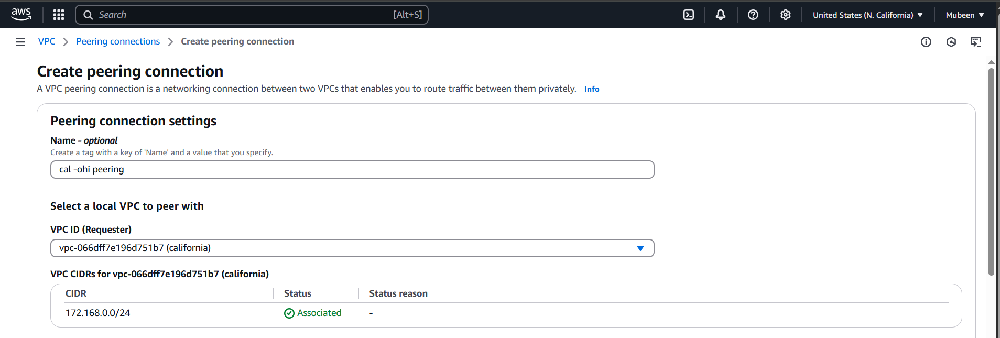 aws
Search [Alt+S]
United States (N. California) ▼
Mubeen ▼
VPC > Peering connections > Create peering connection
Create peering connection
A VPC peering connection is a networking connection between two VPCs that enables you to route traffic between them privately. Info
Peering connection settings
Name - optional
Create a tag with a key of 'Name' and a value that you specify.
cal -ohi peering
Select a local VPC to peer with
VPC ID (Requester)
vpc-066dff7e196d751b7 (california)
VPC CIDRs for vpc-066dff7e196d751b7 (california)
CIDR Status Status reason
172.168.0.0/24 Associated -